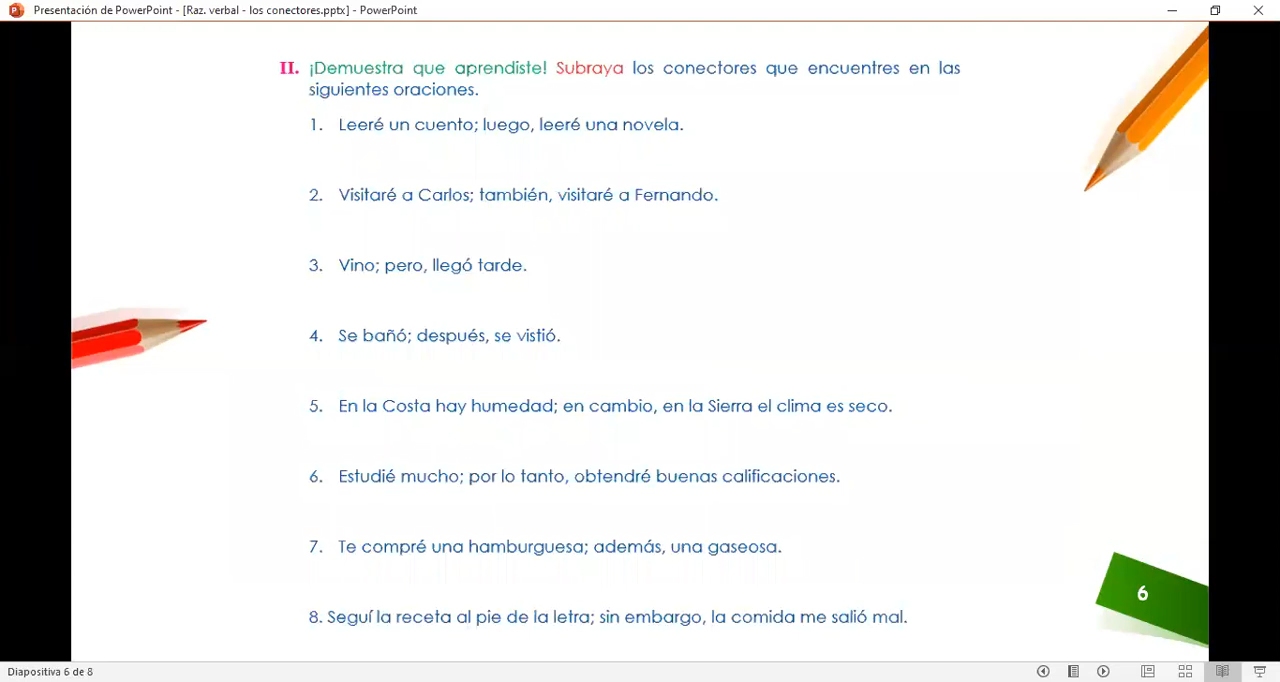 Presentación de PowerPoint - [Raz. verbal - los conectores.pptx] - PowerPoint
II. ¡Demuestra que aprendiste! Subraya los conectores que encuentres en las
siguientes oraciones.
1. Leeré un cuento; luego, leeré una novela.
2. Visitaré a Carlos; también, visitaré a Fernando.
3. Vino; pero, llegó tarde.
4. Se bañó; después, se vistió.
5. En la Costa hay humedad; en cambio, en la Sierra el clima es seco.
6. Estudié mucho; por lo tanto, obtendré buenas calificaciones.
7. Te compré una hamburguesa; además, una gaseosa.
6
8. Seguí la receta al pie de la letra; sin embargo, la comida me salió mal.
Diapositiva 6 de 8